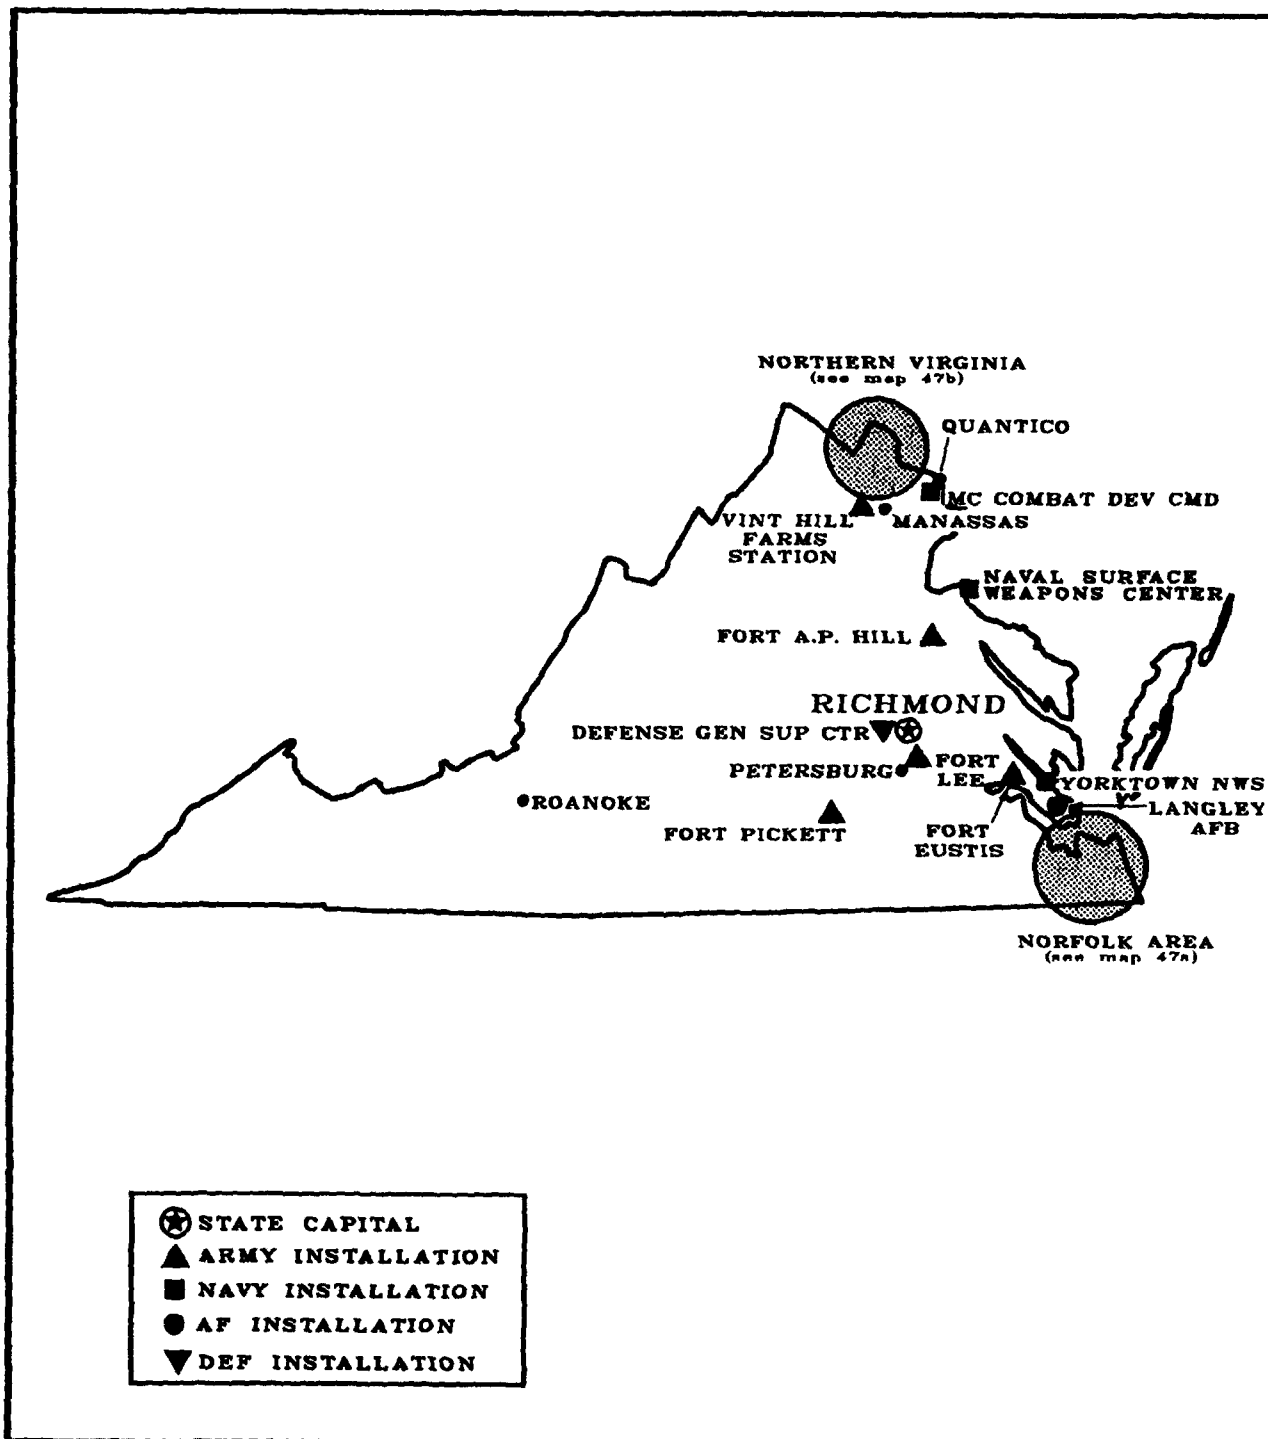 NORTHERN VIRGINIA
(see map 47b)
QUANTICO
MC COMBAT DEV CMD
VINT HILL
FARMS
STATION
MANASSAS
NAVAL SURFACE
WEAPONS CENTER
FORT A.P. HILL
RICHMOND
DEFENSE GEN SUP CTR
PETERSBURG
FORT
LEE
YORKTOWN NWS
ROANOKE
LANGLEY
AFB
FORT PICKETT
FORT
EUSTIS
NORFOLK AREA
(see map 47a)
STATE CAPITAL
ARMY INSTALLATION
NAVY INSTALLATION
AF INSTALLATION
DEF INSTALLATION